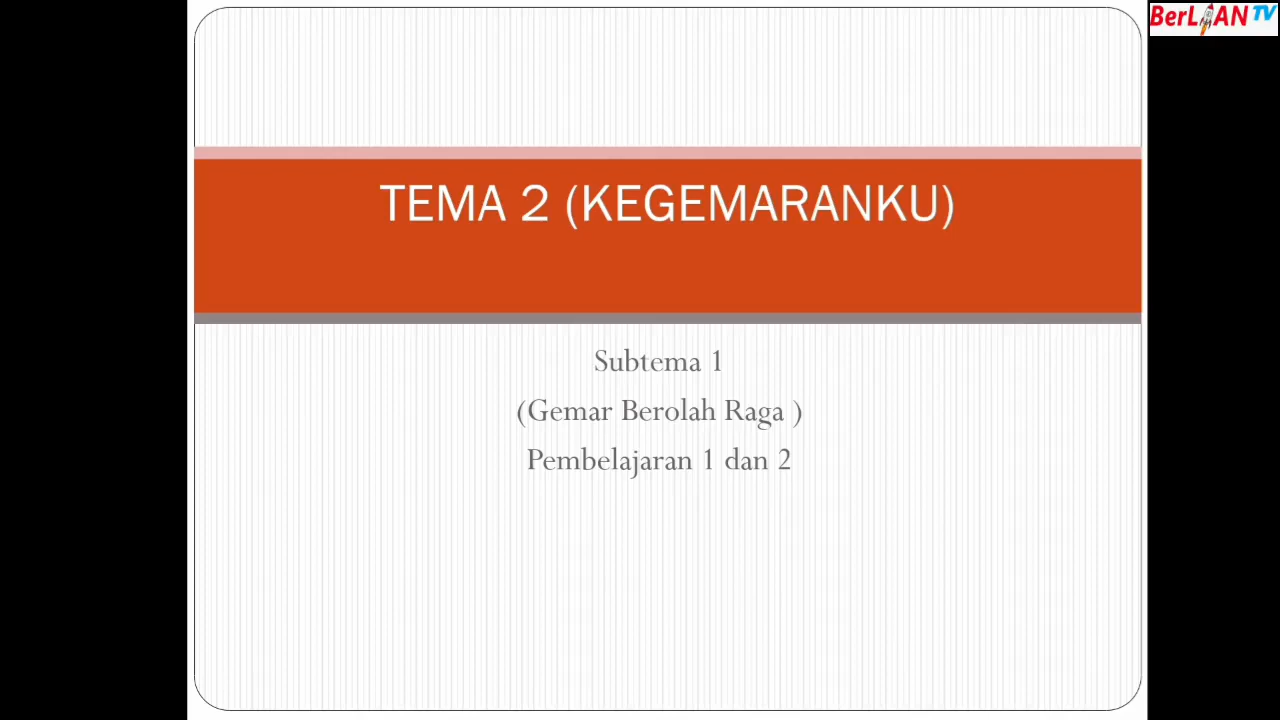 BerLiAN TV
TEMA 2 (KEGEMARANKU)
Subtema 1
(Gemar Berolah Raga )
Pembelajaran 1 dan 2